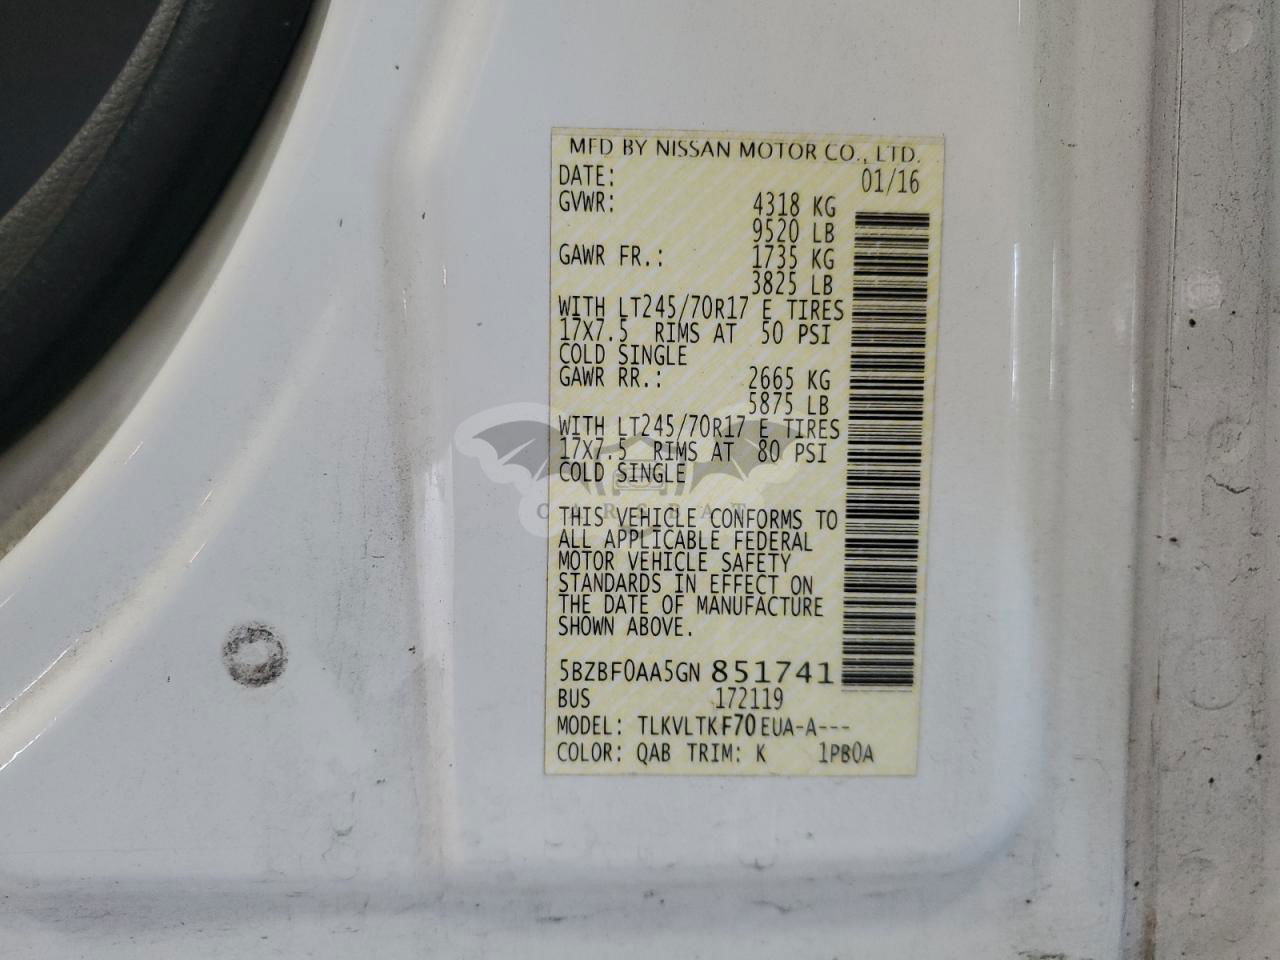 MFD BY NISSAN MOTOR CO., LTD.
DATE: 01/16
GVWR: 4318 KG
9520 LB
GAWR FR.: 1735 KG
3825 LB
WITH LT245/70R17 E TIRES
17X7.5 RIMS AT 50 PSI
COLD SINGLE
GAWR RR.: 2665 KG
5875 LB
WITH LT245/70R17 E TIRES
17X7.5 RIMS AT 80 PSI
COLD SINGLE
CARSBAT
THIS VEHICLE CONFORMS TO
ALL APPLICABLE FEDERAL
MOTOR VEHICLE SAFETY
STANDARDS IN EFFECT ON
THE DATE OF MANUFACTURE
SHOWN ABOVE.
5BZBF0AA5GN 851741
BUS 172119
MODEL: TLKVLTKF70EUA-A---
COLOR: QAB TRIM: K 1PB0A